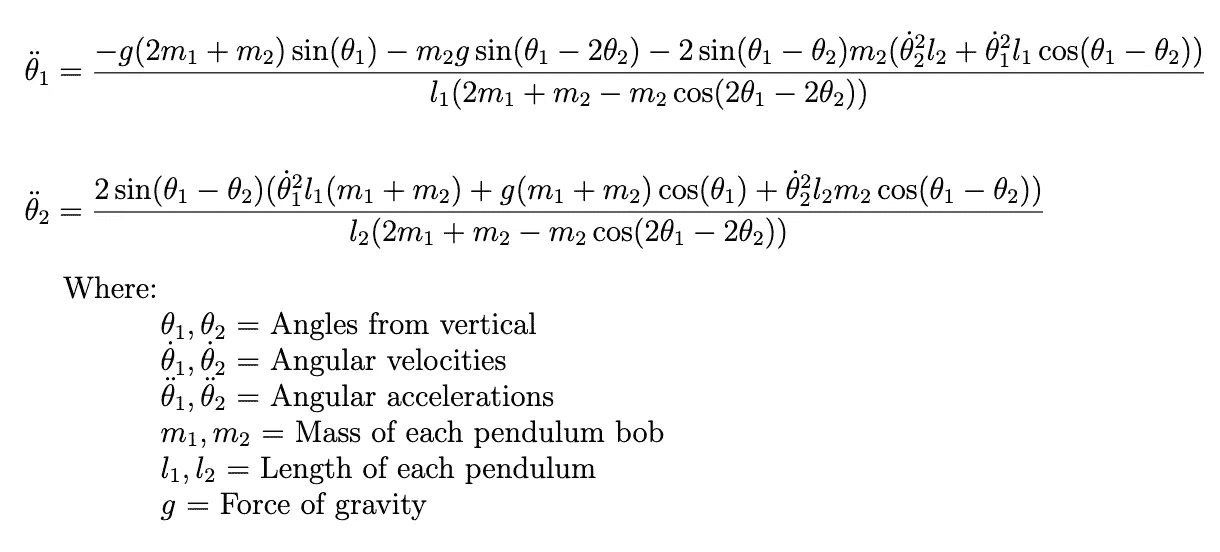 θ̈₁ = \frac{-g(2m₁ + m₂) sin(θ₁) − m₂g sin(θ₁ − 2θ₂) − 2 sin(θ₁ − θ₂)m₂(θ̇₂²l₂ + θ̇₁²l₁ cos(θ₁ − θ₂))}{l₁(2m₁ + m₂ − m₂ cos(2θ₁ − 2θ₂))}
θ̈₂ = \frac{2 sin(θ₁ − θ₂)(θ̇₁²l₁(m₁ + m₂) + g(m₁ + m₂) cos(θ₁) + θ̇₂²l₂m₂ cos(θ₁ − θ₂))}{l₂(2m₁ + m₂ − m₂ cos(2θ₁ − 2θ₂))}
Where:
θ₁, θ₂ = Angles from vertical
θ̇₁, θ̇₂ = Angular velocities
θ̈₁, θ̈₂ = Angular accelerations
m₁, m₂ = Mass of each pendulum bob
l₁, l₂ = Length of each pendulum
g = Force of gravity